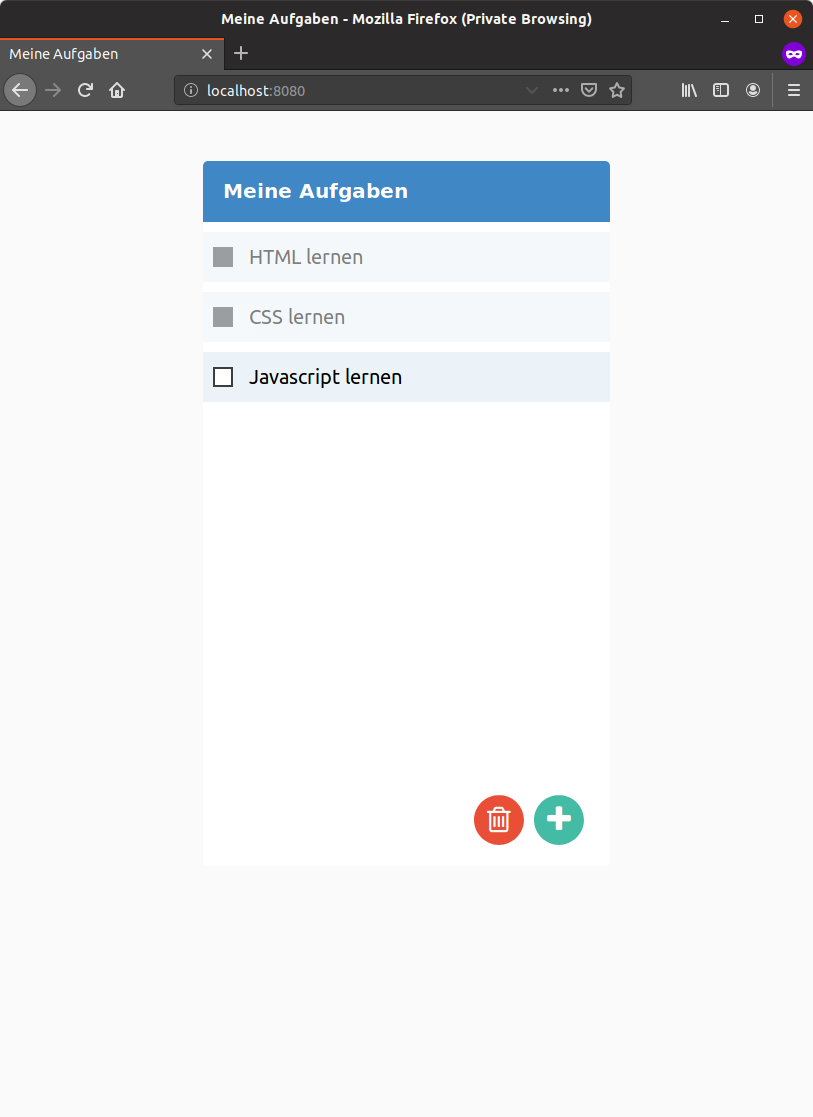 Meine Aufgaben - Mozilla Firefox (Private Browsing)
Meine Aufgaben
localhost:8080
Meine Aufgaben
HTML lernen
CSS lernen
Javascript lernen